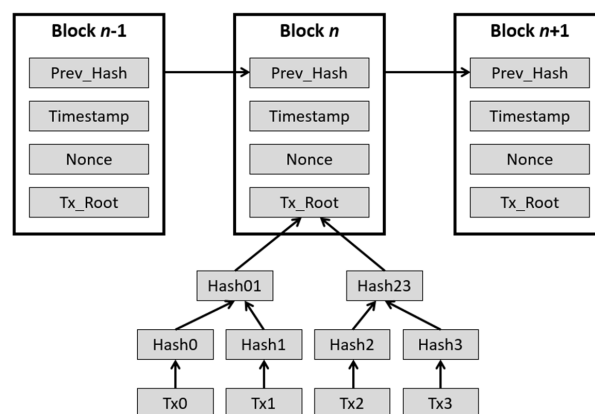 Block n-1 Block n Block n+1
Prev_Hash Prev_Hash Prev_Hash
Timestamp Timestamp Timestamp
Nonce Nonce Nonce
Tx_Root Tx_Root Tx_Root
Hash01 Hash23
Hash0 Hash1 Hash2 Hash3
Tx0 Tx1 Tx2 Tx3